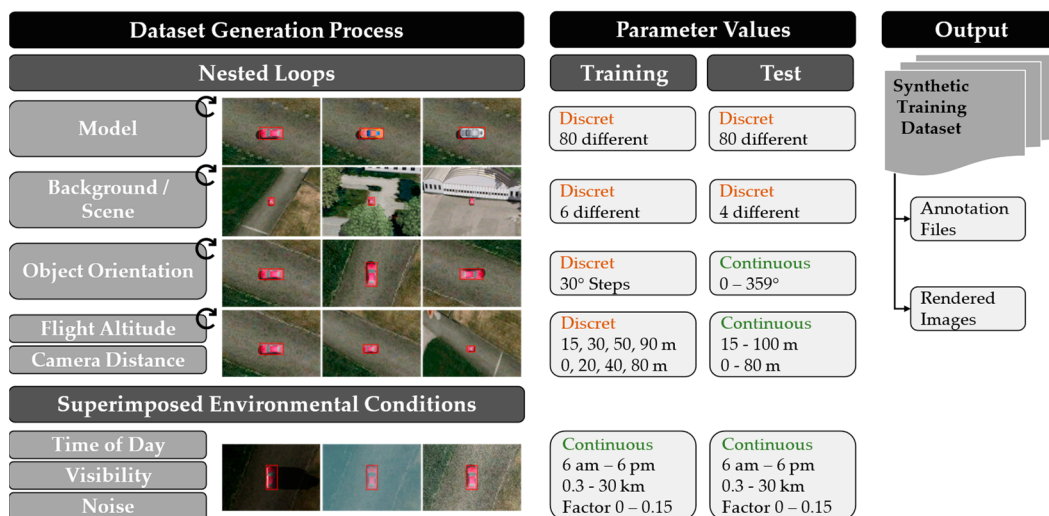 Dataset Generation Process
Parameter Values
Output
Nested Loops
Training
Test
Synthetic
Training
Dataset
Model
Discret
80 different
Discret
80 different
Background /
Scene
Discret
6 different
Discret
4 different
Annotation
Files
Object Orientation
Discret
30° Steps
Continuous
0 – 359°
Rendered
Images
Flight Altitude
Camera Distance
Discret
15, 30, 50, 90 m
0, 20, 40, 80 m
Continuous
15 - 100 m
0 - 80 m
Superimposed Environmental Conditions
Time of Day
Visibility
Noise
Continuous
6 am – 6 pm
0.3 - 30 km
Factor 0 – 0.15
Continuous
6 am – 6 pm
0.3 - 30 km
Factor 0 – 0.15